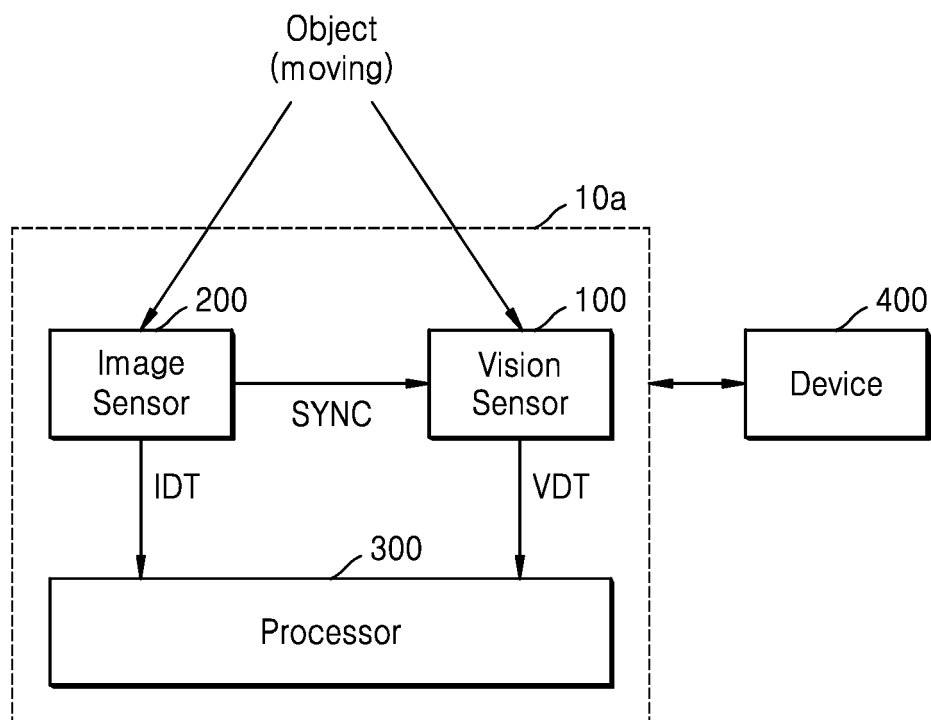 Object
(moving)
10a
200
100
400
Image
Sensor
Vision
Sensor
Device
SYNC
IDT
VDT
300
Processor